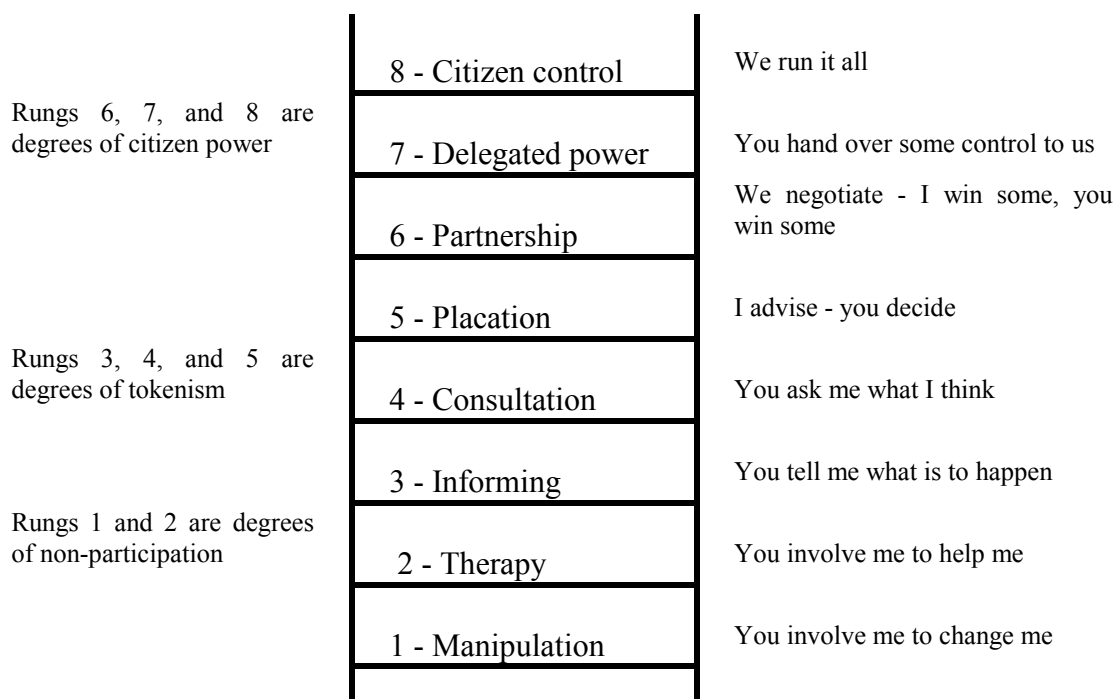 8 - Citizen control
We run it all
Rungs 6, 7, and 8 are
degrees of citizen power
7 - Delegated power
You hand over some control to us
6 - Partnership
We negotiate - I win some, you
win some
5 - Placation
I advise - you decide
Rungs 3, 4, and 5 are
degrees of tokenism
4 - Consultation
You ask me what I think
3 - Informing
You tell me what is to happen
Rungs 1 and 2 are degrees
of non-participation
2 - Therapy
You involve me to help me
1 - Manipulation
You involve me to change me